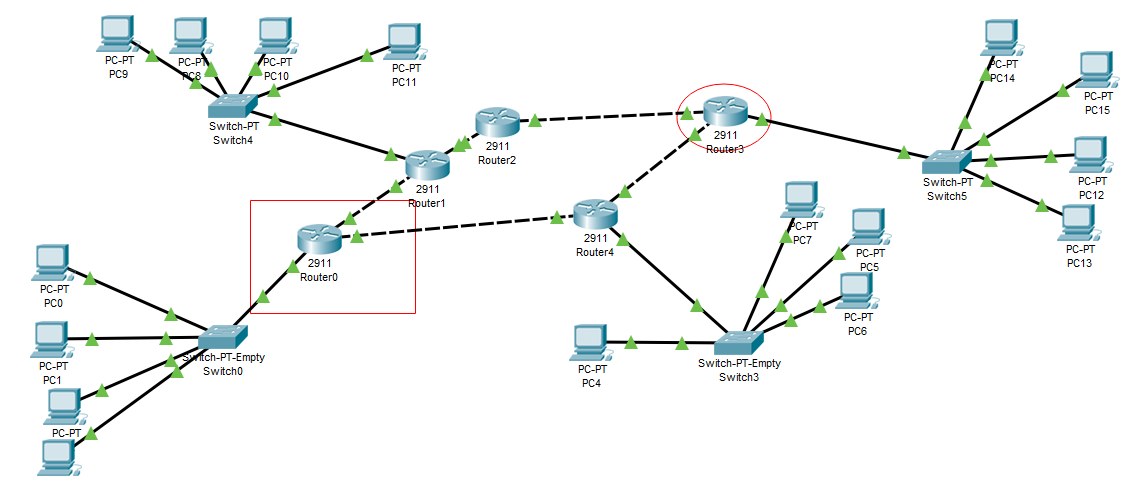 PC-PT
PC9
PC-PT
PC8
PC-PT
PC10
PC-PT
PC11
Switch-PT
Switch4
2911
Router2
2911
Router1
2911
Router3
PC-PT
PC14
PC-PT
PC15
PC-PT
PC12
PC-PT
PC13
Switch-PT
Switch5
2911
Router0
2911
Router4
PC-PT
PC7
PC-PT
PC5
PC-PT
PC6
PC-PT
PC0
PC-PT
PC1
PC-PT
Switch-PT-Empty
Switch0
PC-PT
PC4
Switch-PT-Empty
Switch3